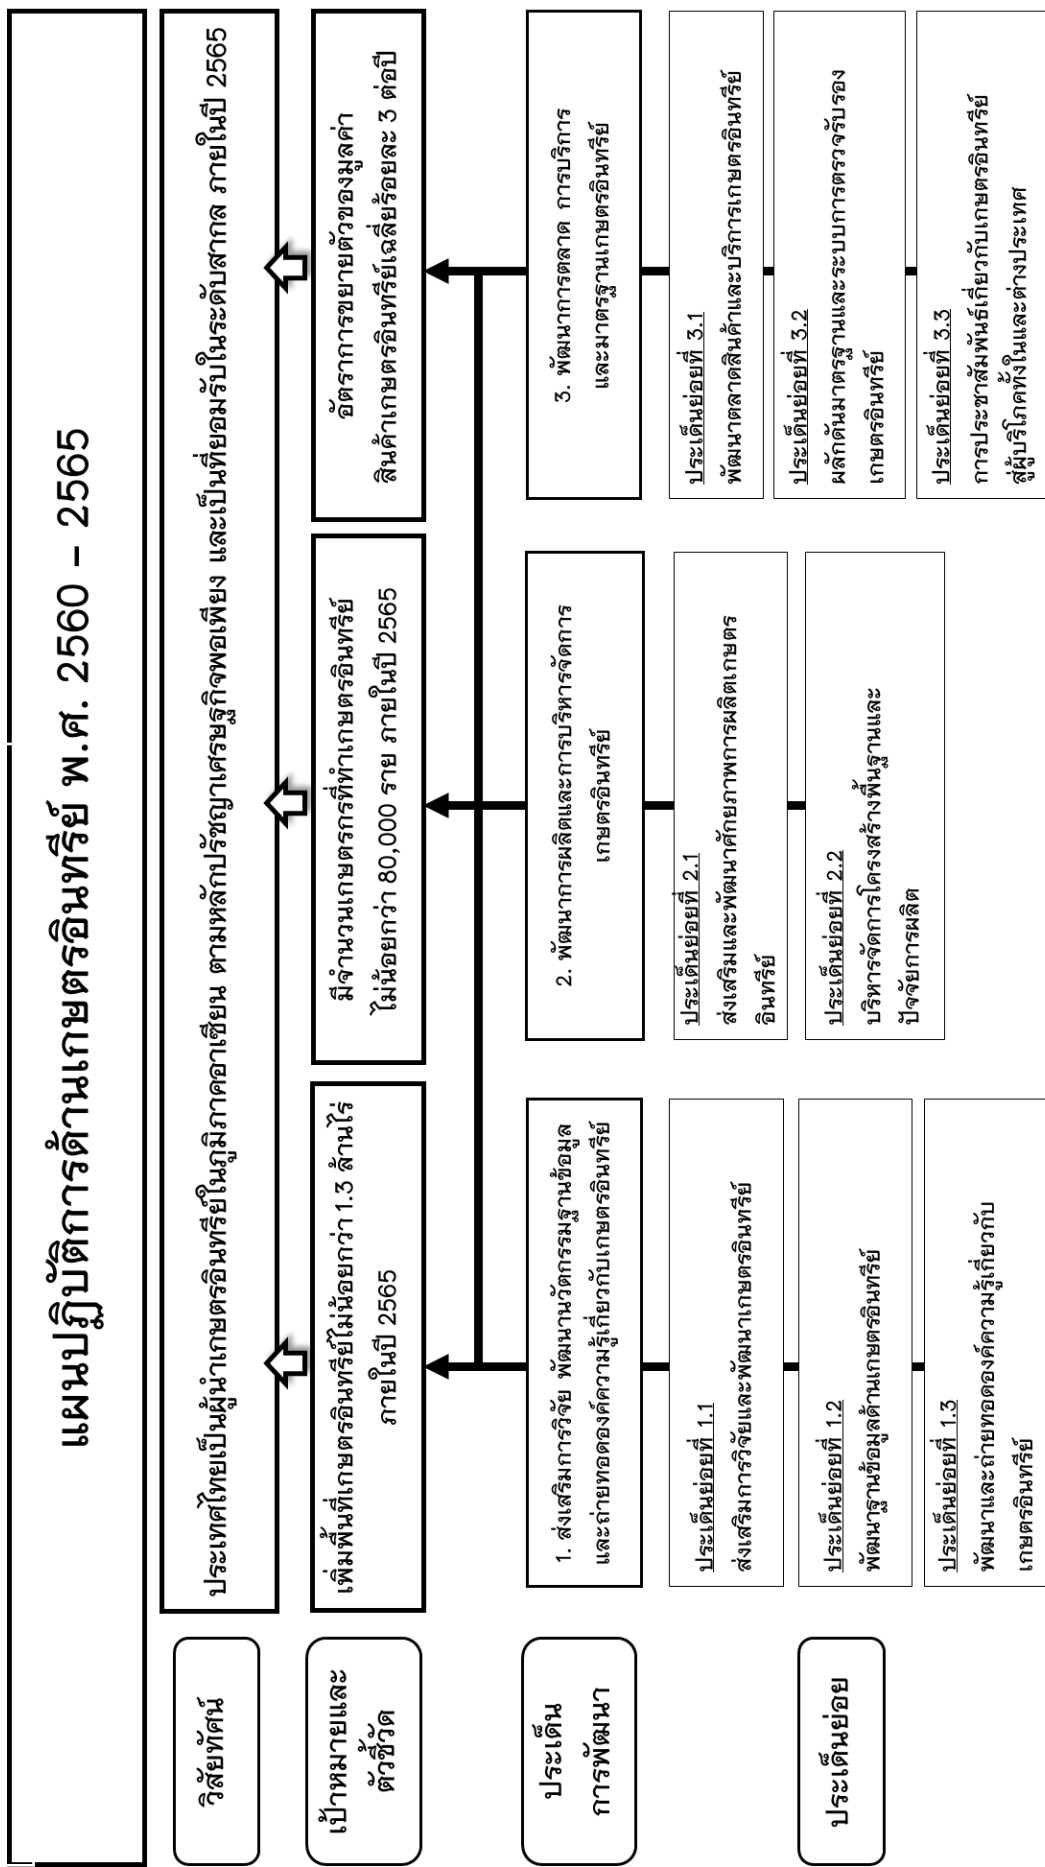 แผนปฏิบัติการด้านเกษตรอินทรีย์ พ.ศ. 2560 – 2565
วิสัยทัศน์
ประเทศไทยเป็นผู้นำเกษตรอินทรีย์ในภูมิภาคอาเซียน ตามหลักปรัชญาเศรษฐกิจพอเพียง และเป็นที่ยอมรับในระดับสากล ภายในปี 2565
เป้าหมายและ
ตัวชี้วัด
เพิ่มพื้นที่เกษตรอินทรีย์ไม่น้อยกว่า 1.3 ล้านไร่
ภายในปี 2565
มีจำนวนเกษตรกรที่ทำเกษตรอินทรีย์
ไม่น้อยกว่า 80,000 ราย ภายในปี 2565
อัตราการขยายตัวของมูลค่า
สินค้าเกษตรอินทรีย์เฉลี่ยร้อยละ 3 ต่อปี
ประเด็น
การพัฒนา
1. ส่งเสริมการวิจัย พัฒนานวัตกรรมฐานข้อมูล
และถ่ายทอดองค์ความรู้เกี่ยวกับเกษตรอินทรีย์
2. พัฒนาการผลิตและการบริหารจัดการ
เกษตรอินทรีย์
3. พัฒนาการตลาด การบริการ
และมาตรฐานเกษตรอินทรีย์
ประเด็นย่อย
ประเด็นย่อยที่ 1.1
ส่งเสริมการวิจัยและพัฒนาเกษตรอินทรีย์
ประเด็นย่อยที่ 1.2
พัฒนาฐานข้อมูลด้านเกษตรอินทรีย์
ประเด็นย่อยที่ 1.3
พัฒนาและถ่ายทอดองค์ความรู้เกี่ยวกับ
เกษตรอินทรีย์
ประเด็นย่อยที่ 2.1
ส่งเสริมและพัฒนาศักยภาพการผลิตเกษตร
อินทรีย์
ประเด็นย่อยที่ 2.2
บริหารจัดการโครงสร้างพื้นฐานและ
ปัจจัยการผลิต
ประเด็นย่อยที่ 3.1
พัฒนาตลาดสินค้าและบริการเกษตรอินทรีย์
ประเด็นย่อยที่ 3.2
ผลักดันมาตรฐานและระบบการตรวจรับรอง
เกษตรอินทรีย์
ประเด็นย่อยที่ 3.3
การประชาสัมพันธ์เกี่ยวกับเกษตรอินทรีย์
สู่ผู้บริโภคทั้งในและต่างประเทศ